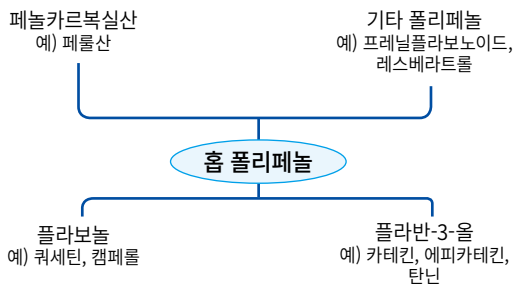 페놀카르복실산
예) 페룰산
기타 폴리페놀
예) 프레닐플라보노이드,
레스베라트롤
홉 폴리페놀
플라보놀
예) 쿼세틴, 캠페롤
플라반-3-올
예) 카테킨, 에피카테킨,
탄닌